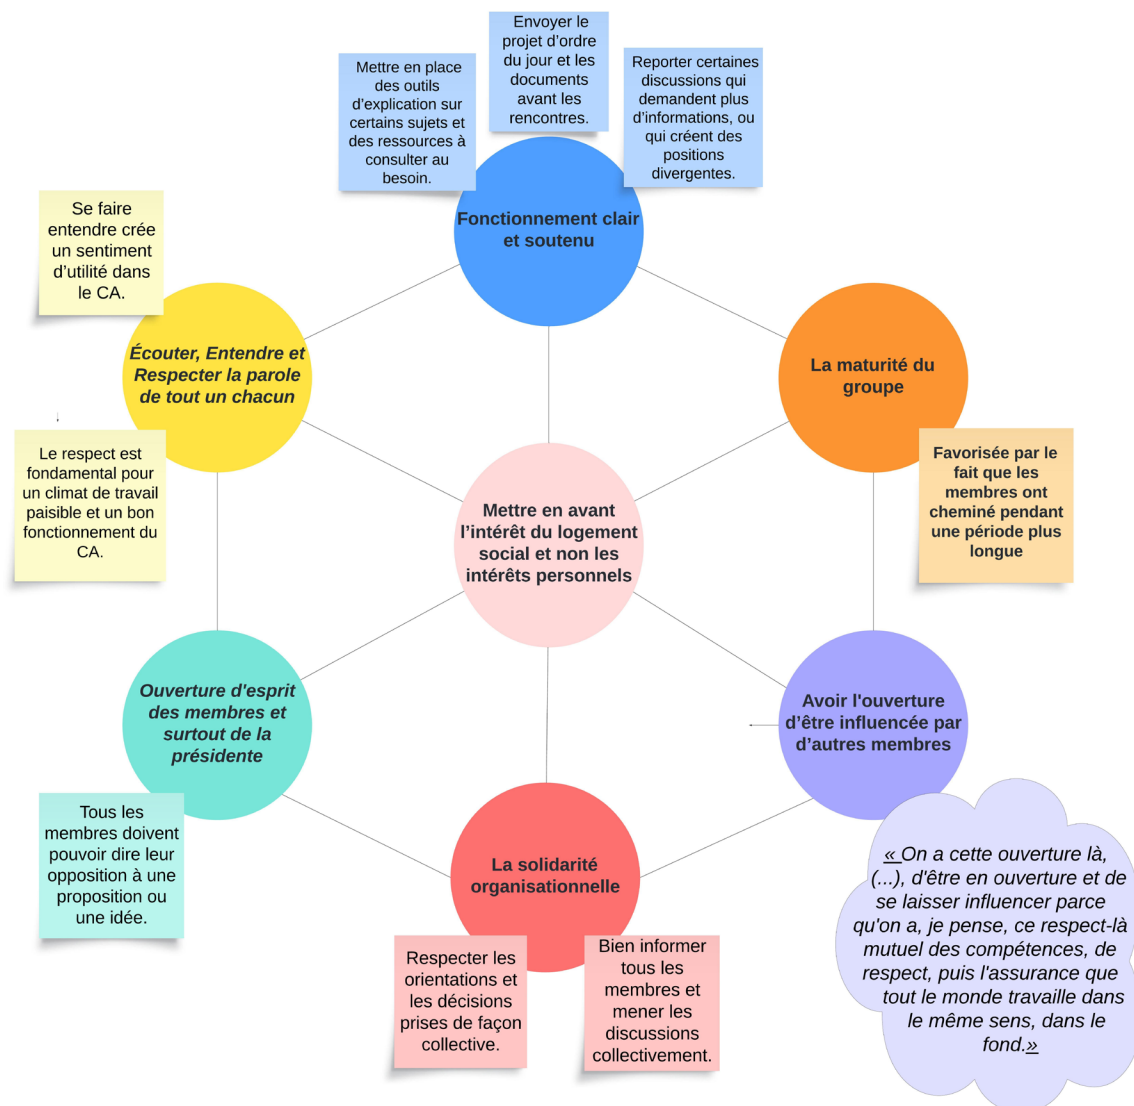 Envoyer le
projet d'ordre
du jour et les
documents
avant les
rencontres.
Mettre en place
des outils
d'explication sur
certains sujets et
des ressources à
consulter au
besoin.
Reporter certaines
discussions qui
demandent plus
d'informations, ou
qui créent des
positions
divergentes.
Fonctionnement clair
et soutenu
Se faire
entendre crée
un sentiment
d'utilité dans
le CA.
Écouter, Entendre et
Respecter la parole
de tout un chacun
La maturité du
groupe
Le respect est
fondamental pour
un climat de travail
paisible et un bon
fonctionnement du
CA.
Favorisée par le
fait que les
membres ont
cheminé pendant
une période plus
longue
Mettre en avant
l'intérêt du logement
social et non les
intérêts personnels
Ouverture d'esprit
des membres et
surtout de la
présidente
Avoir l'ouverture
d'être influencée par
d'autres membres
Tous les
membres doivent
pouvoir dire leur
opposition à une
proposition ou
une idée.
La solidarité
organisationnelle
« On a cette ouverture là,
(...), d'être en ouverture et de
se laisser influencer parce
qu'on a, je pense, ce respect-là
mutuel des compétences, de
respect, puis l'assurance que
tout le monde travaille dans
le même sens, dans le
fond.»
Respecter les
orientations et
les décisions
prises de façon
collective.
Bien informer
tous les
membres et
mener les
discussions
collectivement.